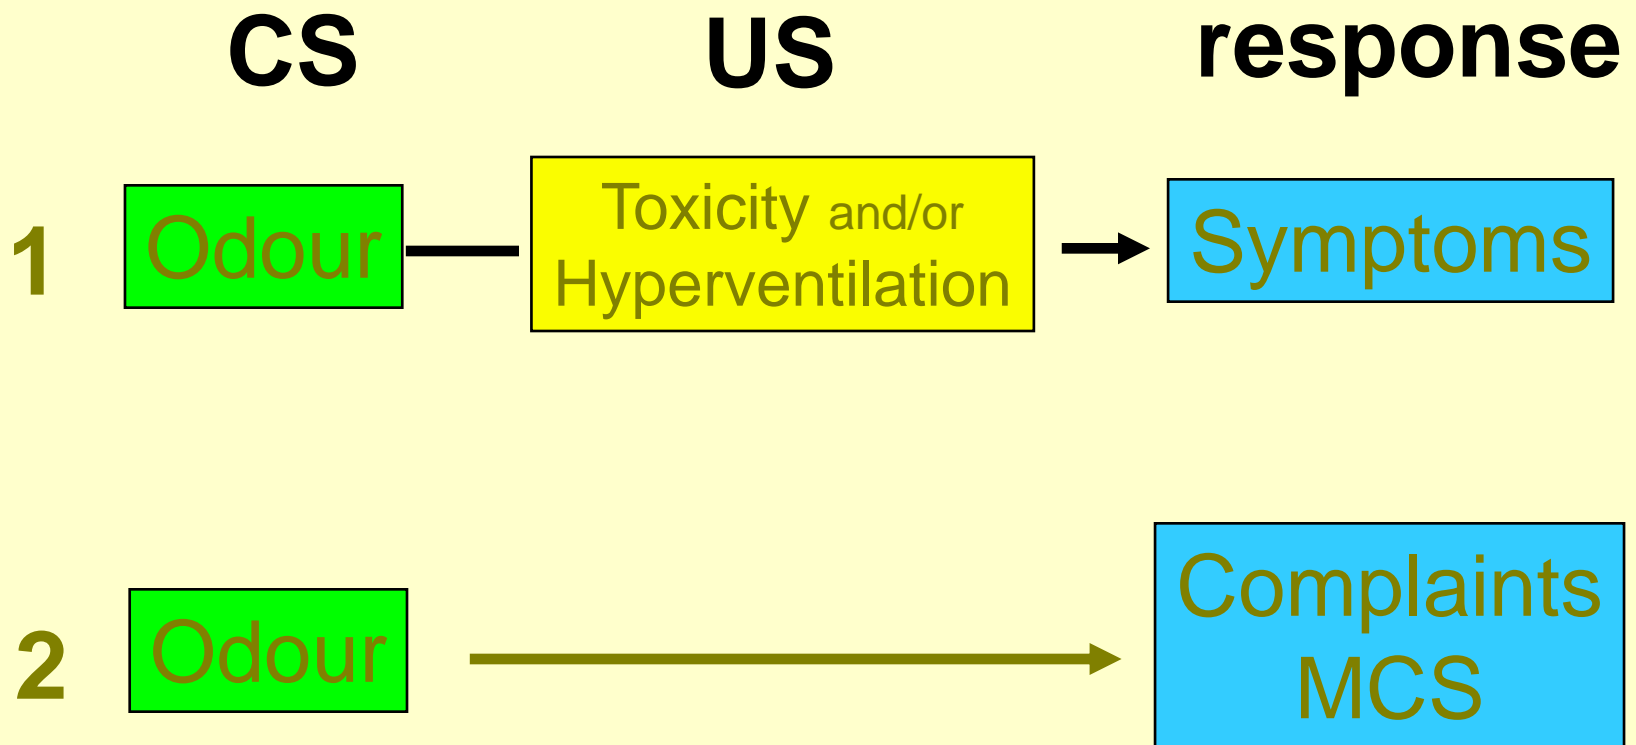 CS US response
1 Odour Toxicity and/or Hyperventilation Symptoms
2 Odour Complaints MCS